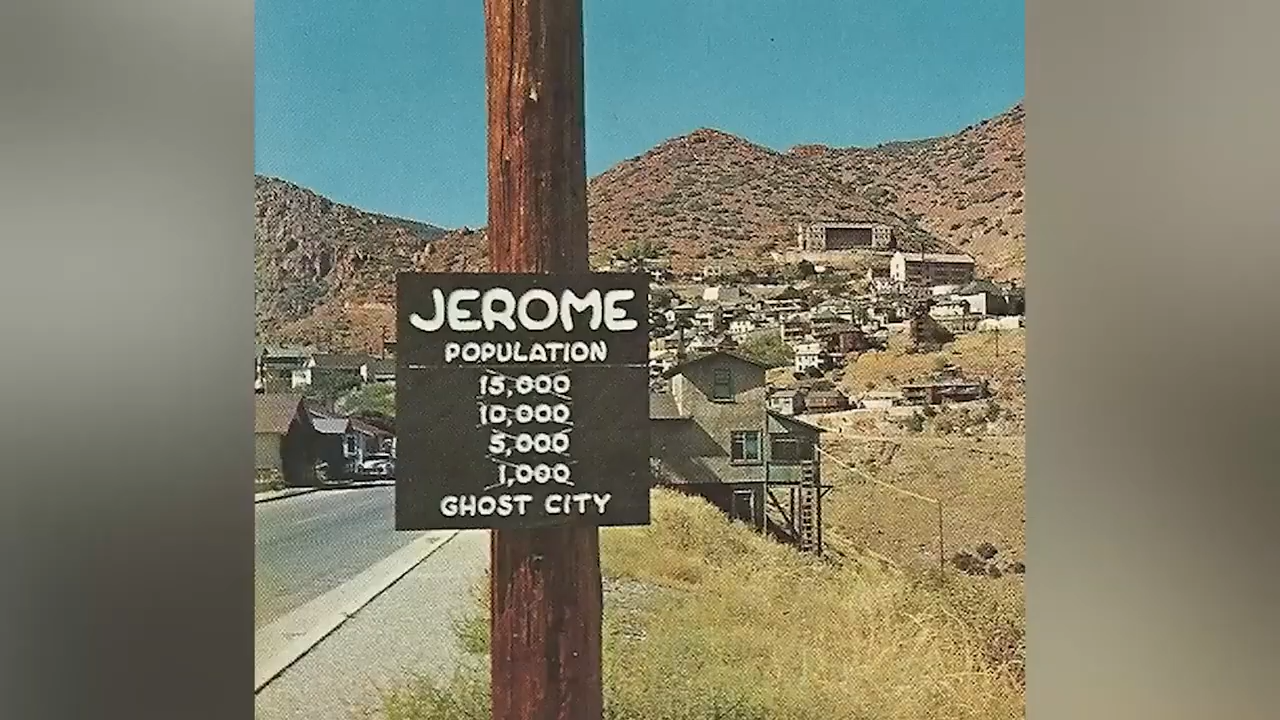 JEROME
POPULATION
15,000
10,000
5,000
1,000
GHOST CITY